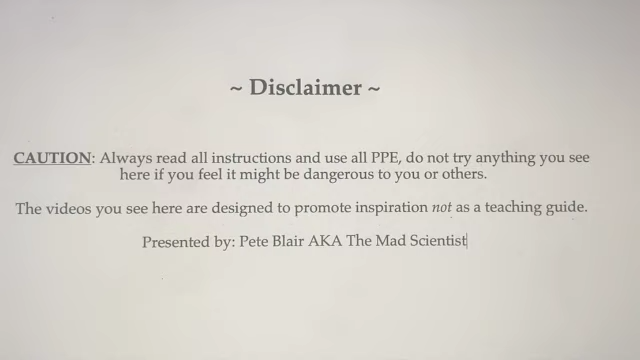 ~ Disclaimer ~
CAUTION: Always read all instructions and use all PPE, do not try anything you see
here if you feel it might be dangerous to you or others.
The videos you see here are designed to promote inspiration not as a teaching guide.
Presented by: Pete Blair AKA The Mad Scientist